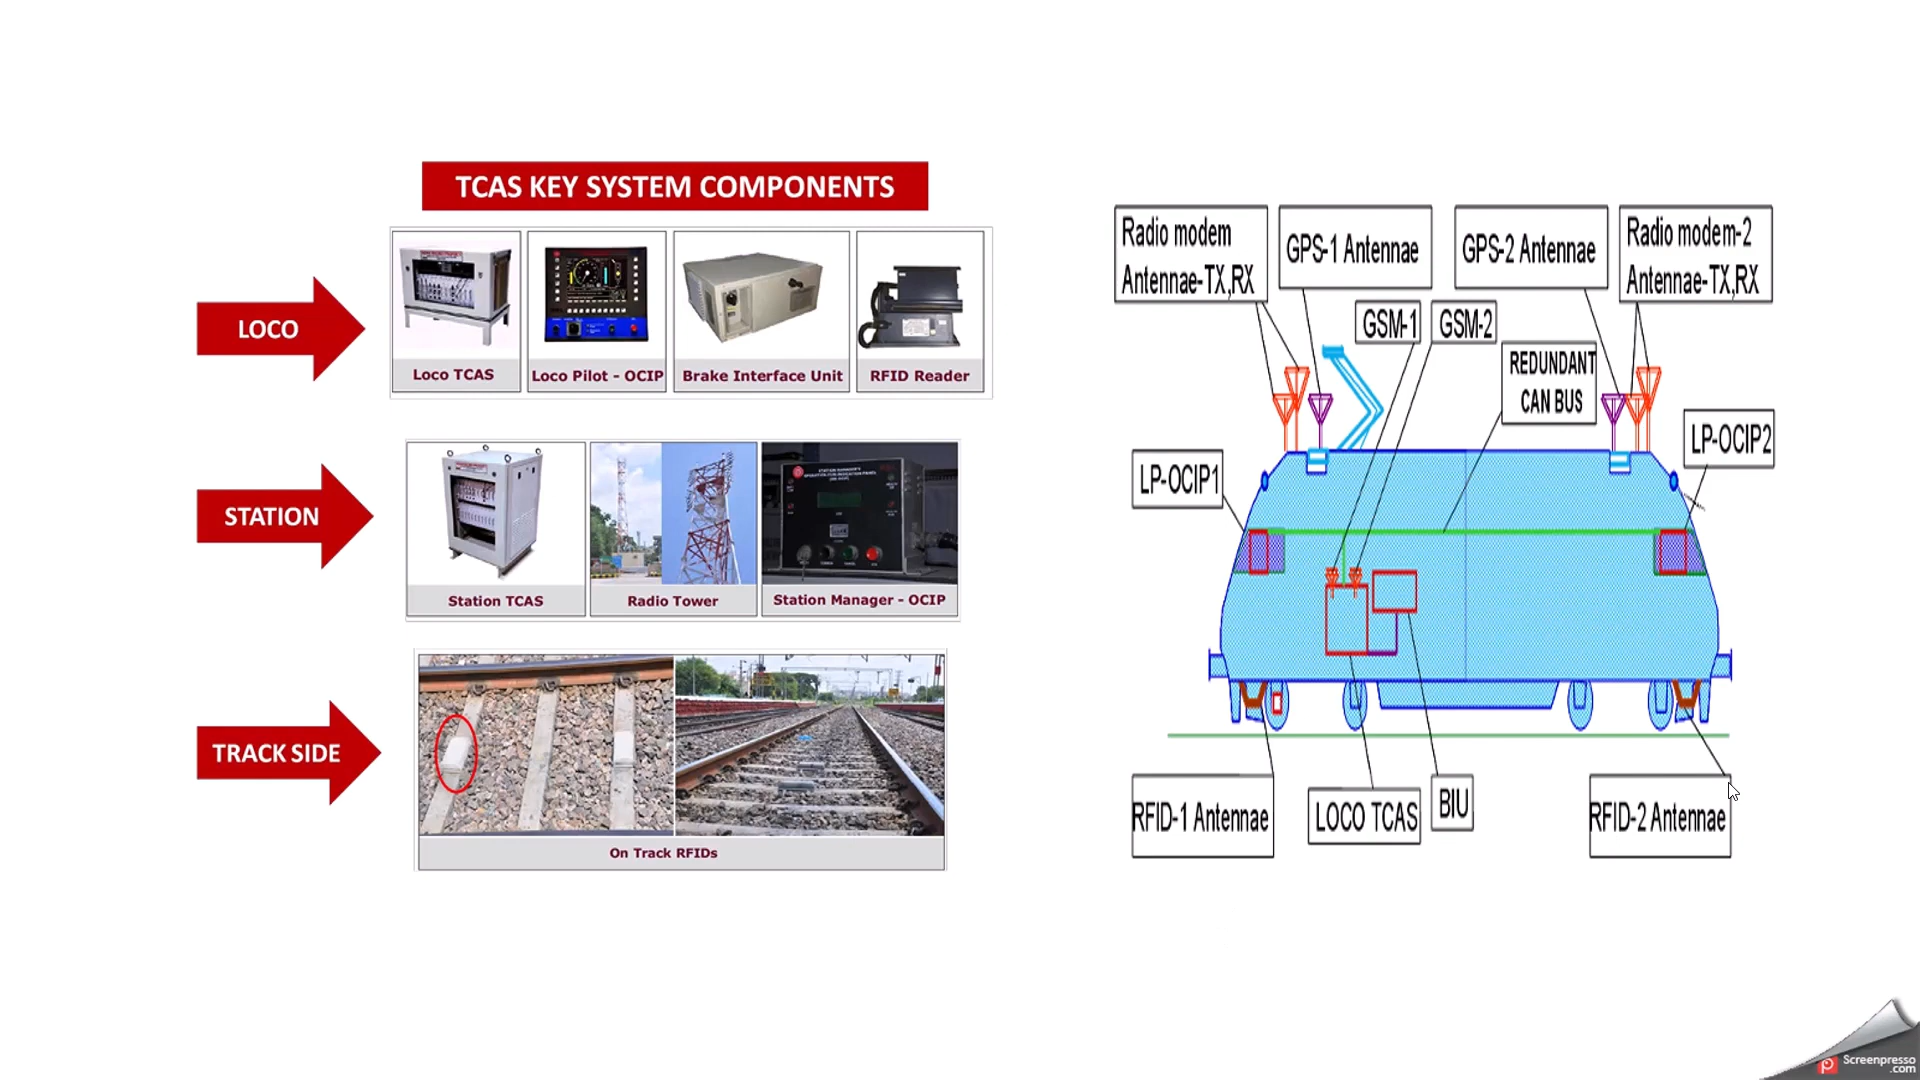 TCAS KEY SYSTEM COMPONENTS
LOCO
Loco TCAS
Loco Pilot - OCIP
Brake Interface Unit
RFID Reader
STATION
Station TCAS
Radio Tower
Station Manager - OCIP
TRACK SIDE
On Track RFIDs
Radio modem
Antennae-TX,RX
GPS-1 Antennae
GPS-2 Antennae
Radio modem-2
Antennae-TX,RX
GSM-1
GSM-2
REDUNDANT
CAN BUS
LP-OCIP1
LP-OCIP2
RFID-1 Antennae
LOCO TCAS
BIU
RFID-2 Antennae
Screenpresso
.com